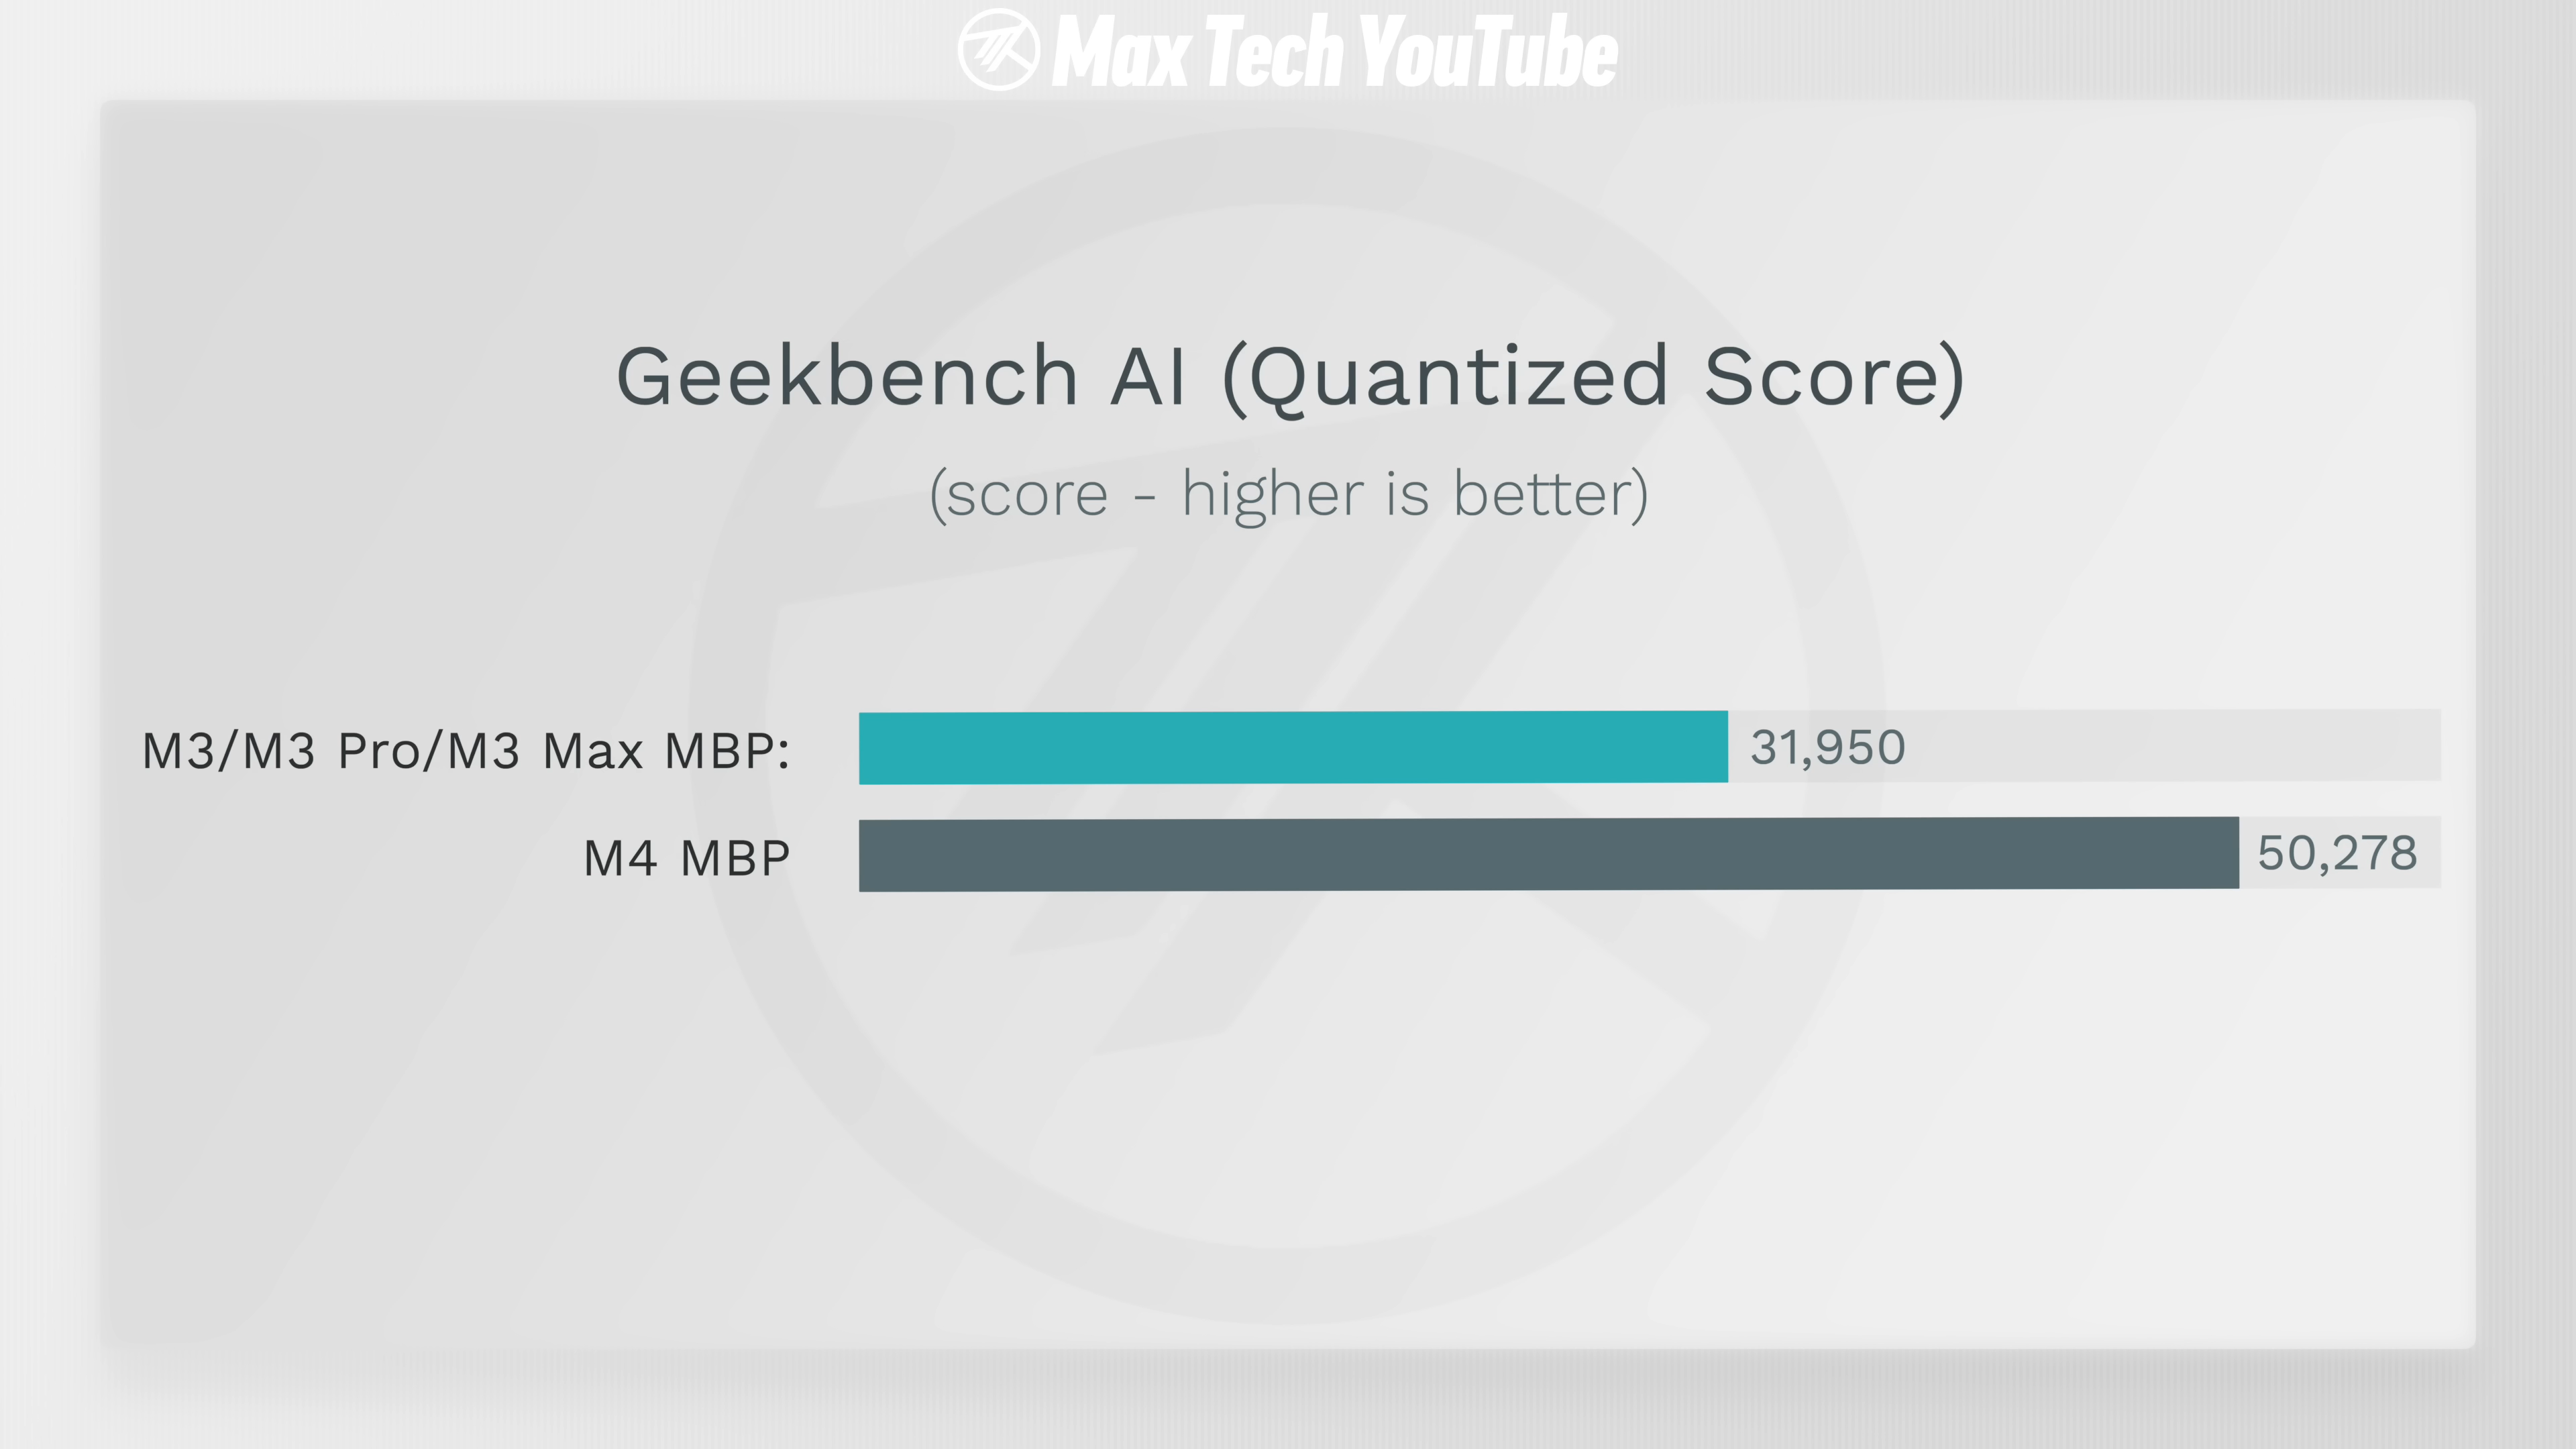 Max Tech YouTube
Geekbench AI (Quantized Score)
(score - higher is better)
M3/M3 Pro/M3 Max MBP: 31,950
M4 MBP 50,278